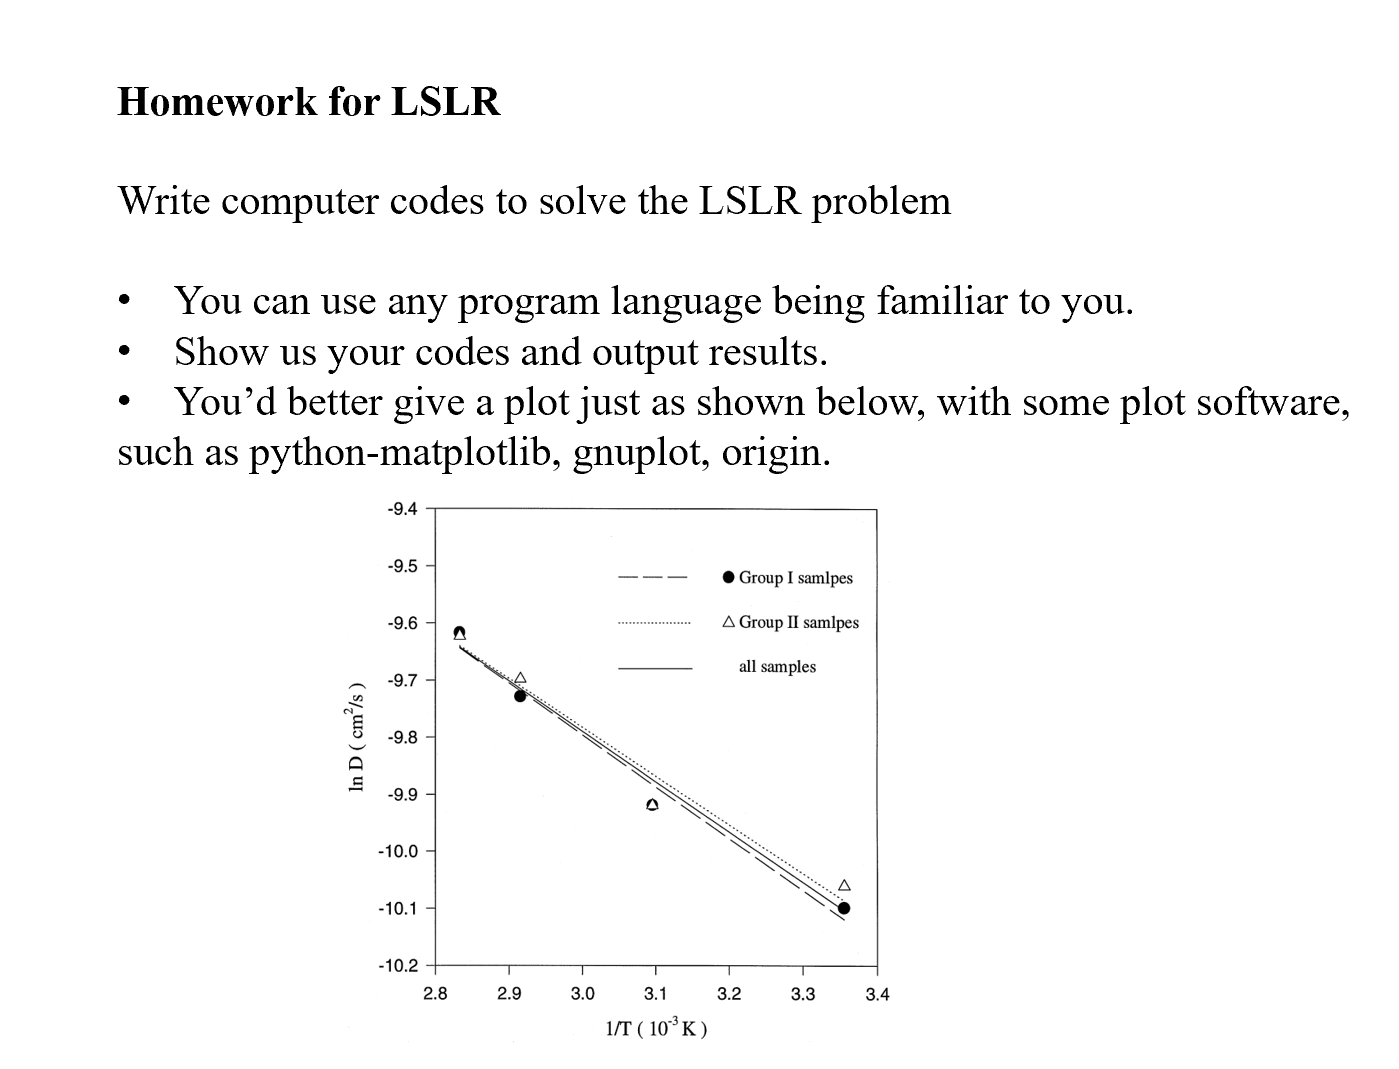 Homework for LSLR
Write computer codes to solve the LSLR problem
• You can use any program language being familiar to you.
• Show us your codes and output results.
• You’d better give a plot just as shown below, with some plot software,
such as python-matplotlib, gnuplot, origin.
-9.4
-9.5
-9.6
-9.7
-9.8
-9.9
-10.0
-10.1
-10.2
ln D ( cm²/s )
Group I samlpes
Group II samlpes
all samples
2.8 2.9 3.0 3.1 3.2 3.3 3.4
1/T ( 10⁻³ K )